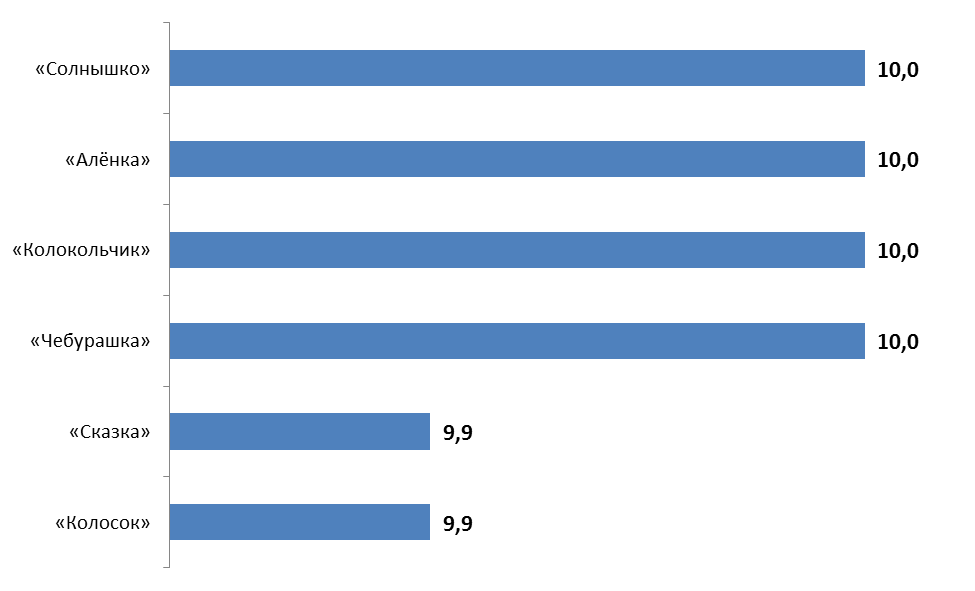 «Солнышко» 10,0
«Алёнка» 10,0
«Колокольчик» 10,0
«Чебурашка» 10,0
«Сказка» 9,9
«Колосок» 9,9